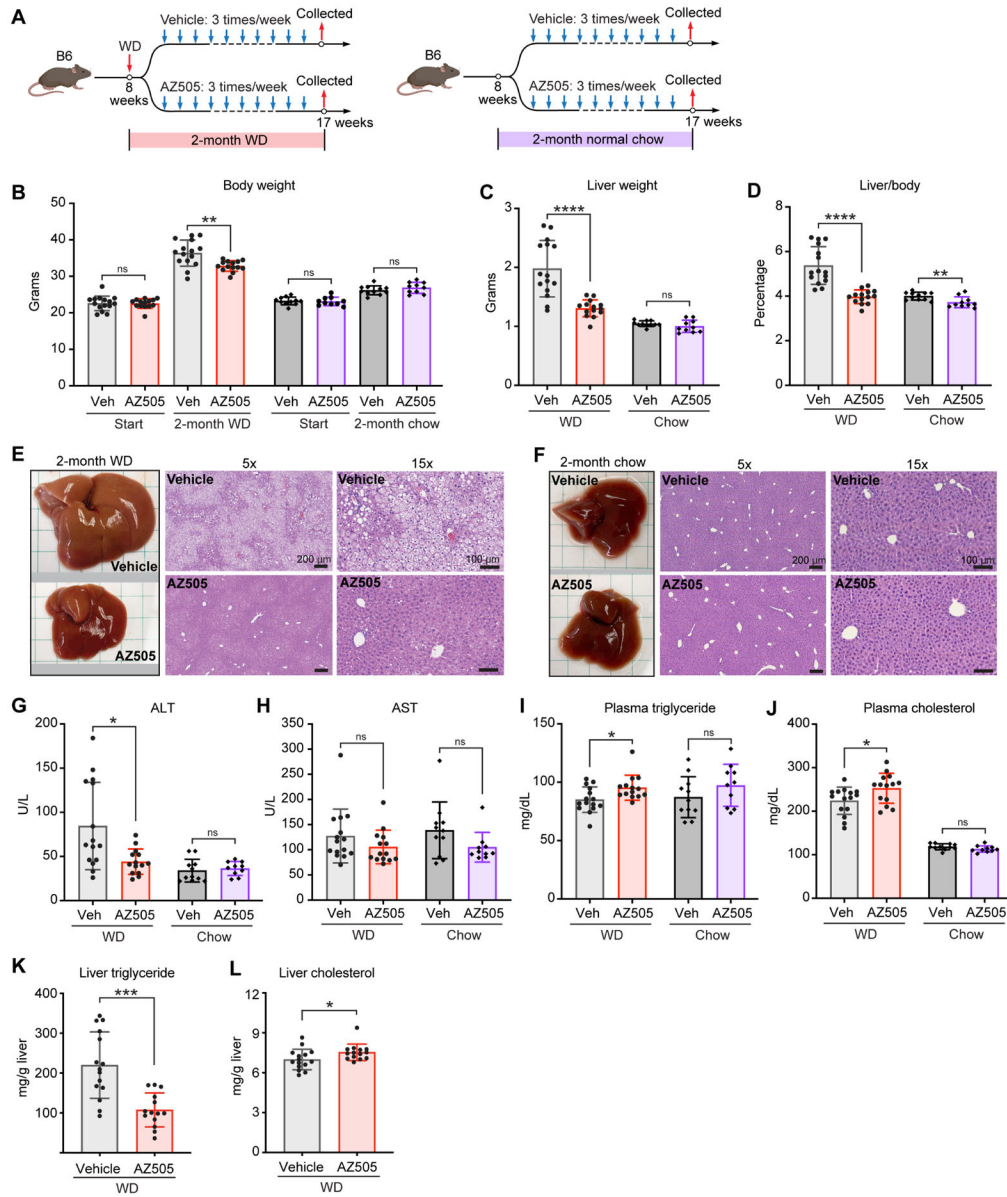 A
B6
WD
8
weeks
Vehicle: 3 times/week
Collected
AZ505: 3 times/week
Collected
17 weeks
2-month WD
B6
8
weeks
Vehicle: 3 times/week
Collected
AZ505: 3 times/week
Collected
17 weeks
2-month normal chow
B
Body weight
Grams
60
50
40
30
20
10
0
ns
**
ns
ns
Veh AZ505 Veh AZ505 Veh AZ505 Veh AZ505
Start 2-month WD Start 2-month chow
C
Liver weight
Grams
3
2
1
0
****
ns
Veh AZ505 Veh AZ505
WD Chow
D
Liver/body
Percentage
8
6
4
2
0
****
**
Veh AZ505 Veh AZ505
WD Chow
E
2-month WD 5x 15x
Vehicle
Vehicle
200 µm
Vehicle
100 µm
AZ505
AZ505
AZ505
F
2-month chow 5x 15x
Vehicle
Vehicle
200 µm
Vehicle
100 µm
AZ505
AZ505
AZ505
G
ALT
U/L
200
150
100
50
0
*
ns
Veh AZ505 Veh AZ505
WD Chow
H
AST
U/L
350
300
250
200
150
100
50
0
ns
ns
Veh AZ505 Veh AZ505
WD Chow
I
Plasma triglyceride
mg/dL
150
100
50
0
*
ns
Veh AZ505 Veh AZ505
WD Chow
J
Plasma cholesterol
mg/dL
400
300
200
100
0
*
ns
Veh AZ505 Veh AZ505
WD Chow
K
Liver triglyceride
mg/g liver
400
300
200
100
0
***
Vehicle AZ505
WD
L
Liver cholesterol
mg/g liver
12
9
6
3
0
*
Vehicle AZ505
WD